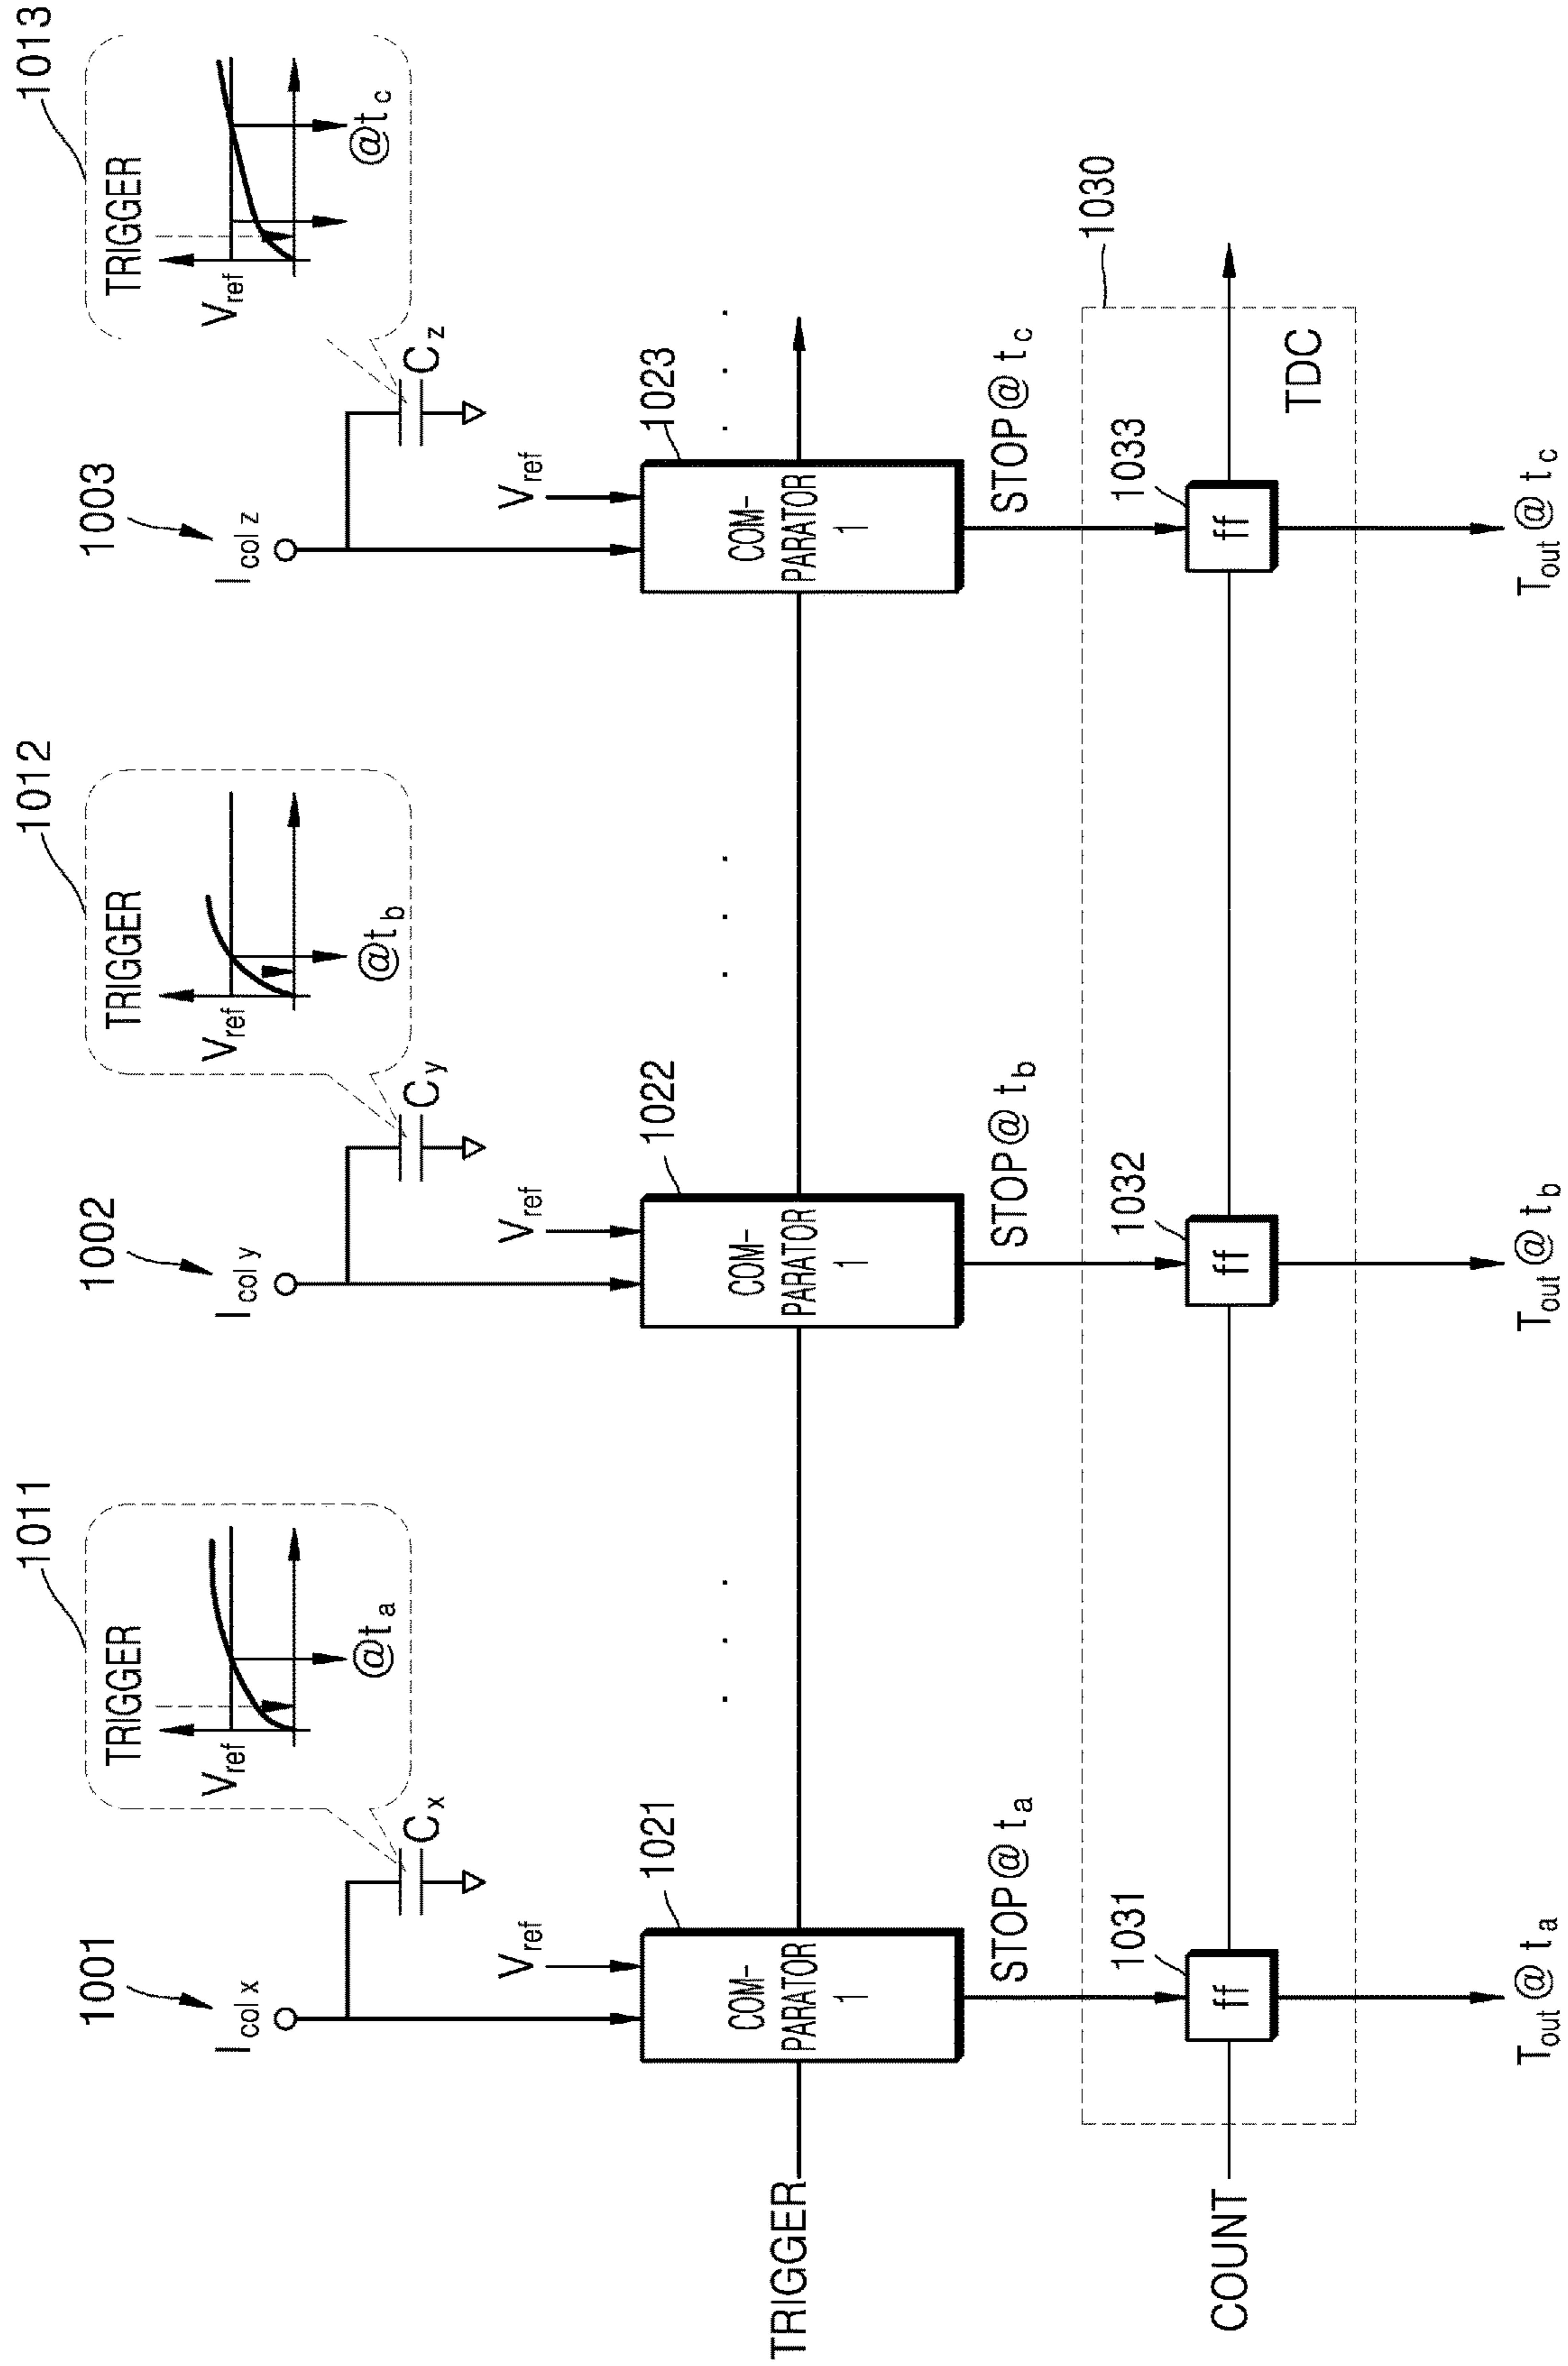 1011
1012
1013
TRIGGER
TRIGGER
TRIGGER
Vref
Vref
Vref
@ta
@tb
@tc
1001
1002
1003
Icol x
Icol y
Icol z
Cx
Cy
Cz
Vref
Vref
Vref
1021
1022
1023
TRIGGER
COM-
PARATOR
1
COM-
PARATOR
1
COM-
PARATOR
1
STOP@ta
STOP@tb
STOP@tc
1031
1032
1033
1030
COUNT
ff
ff
ff
TDC
Tout@ta
Tout@tb
Tout@tc